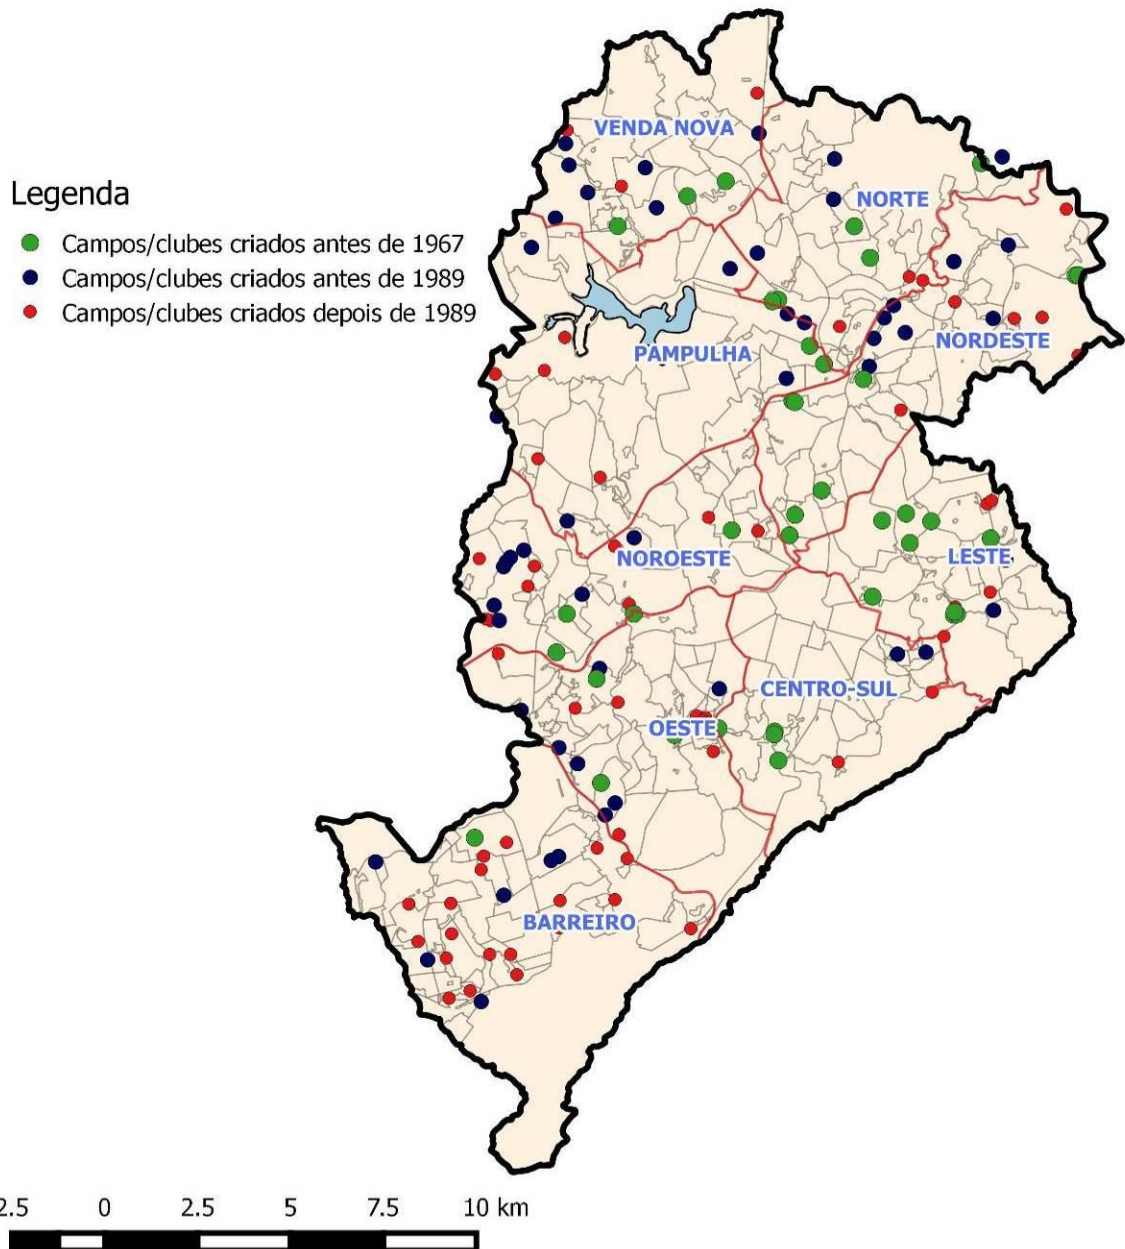 VENDA NOVA
Legenda
NORTE
Campos/clubes criados antes de 1967
Campos/clubes criados antes de 1989
Campos/clubes criados depois de 1989
NORDESTE
PAMPULHA
NOROESTE
LESTE
CENTRO-SUL
OESTE
BARREIRO
2.5 0 2.5 5 7.5 10 km